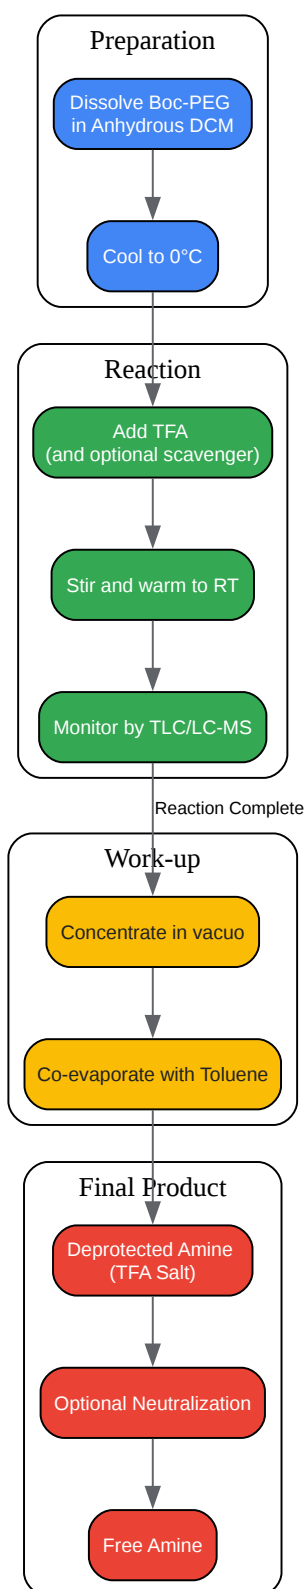 Preparation
Dissolve Boc-PEG
in Anhydrous DCM
Cool to 0°C
Reaction
Add TFA
(and optional scavenger)
Stir and warm to RT
Monitor by TLC/LC-MS
Reaction Complete
Work-up
Concentrate in vacuo
Co-evaporate with Toluene
Final Product
Deprotected Amine
(TFA Salt)
Optional Neutralization
Free Amine